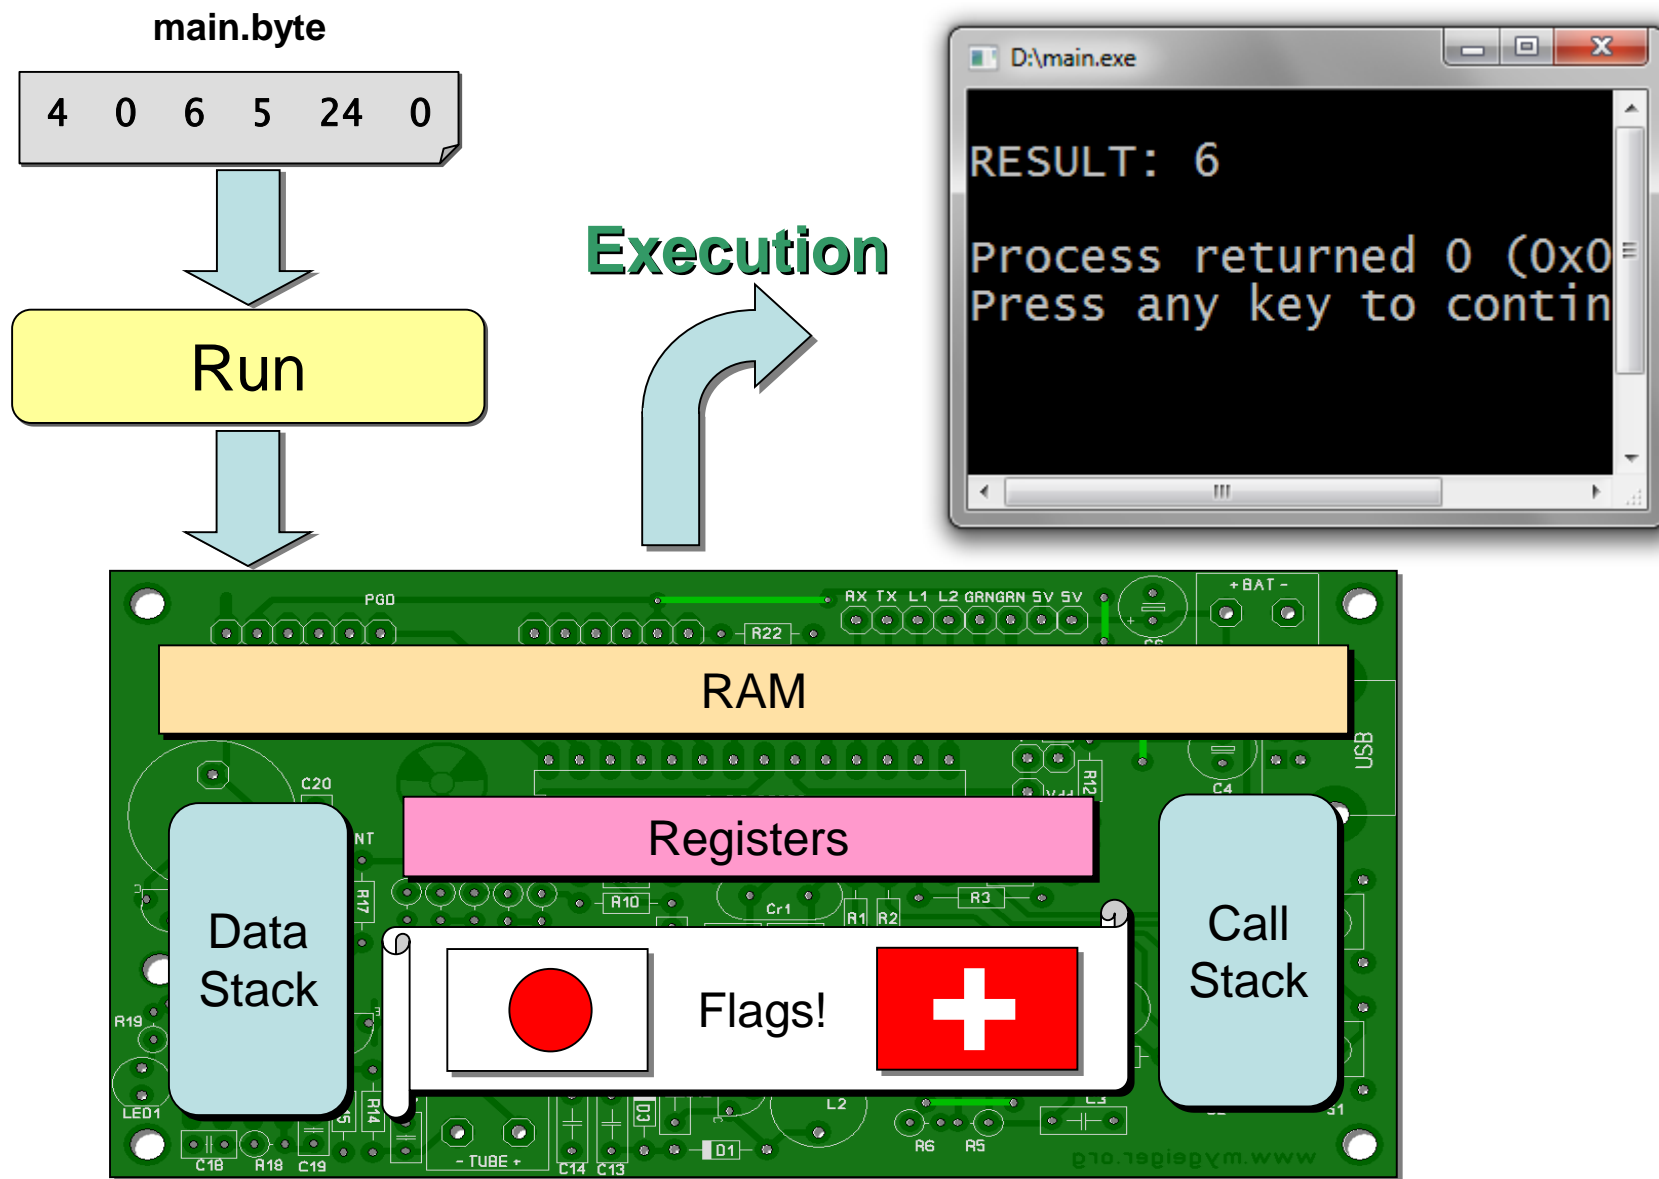 main.byte
4 0 6 5 24 0
D:\main.exe
RESULT: 6
Process returned 0 (0x0
Press any key to contin
Execution
Run
PGD
RX TX L1 L2 GRNGRN 5V 5V
+BAT-
R22
RAM
USB
C20
R12
C4
Registers
NT
R17
R10
Cr1
R1
R2
R3
Data
Stack
Flags!
Call
Stack
R19
LED1
R14
D3
L2
C18
R18
C19
- TUBE +
C14
C13
D1
R6
R5
G1
www.mygeiger.org